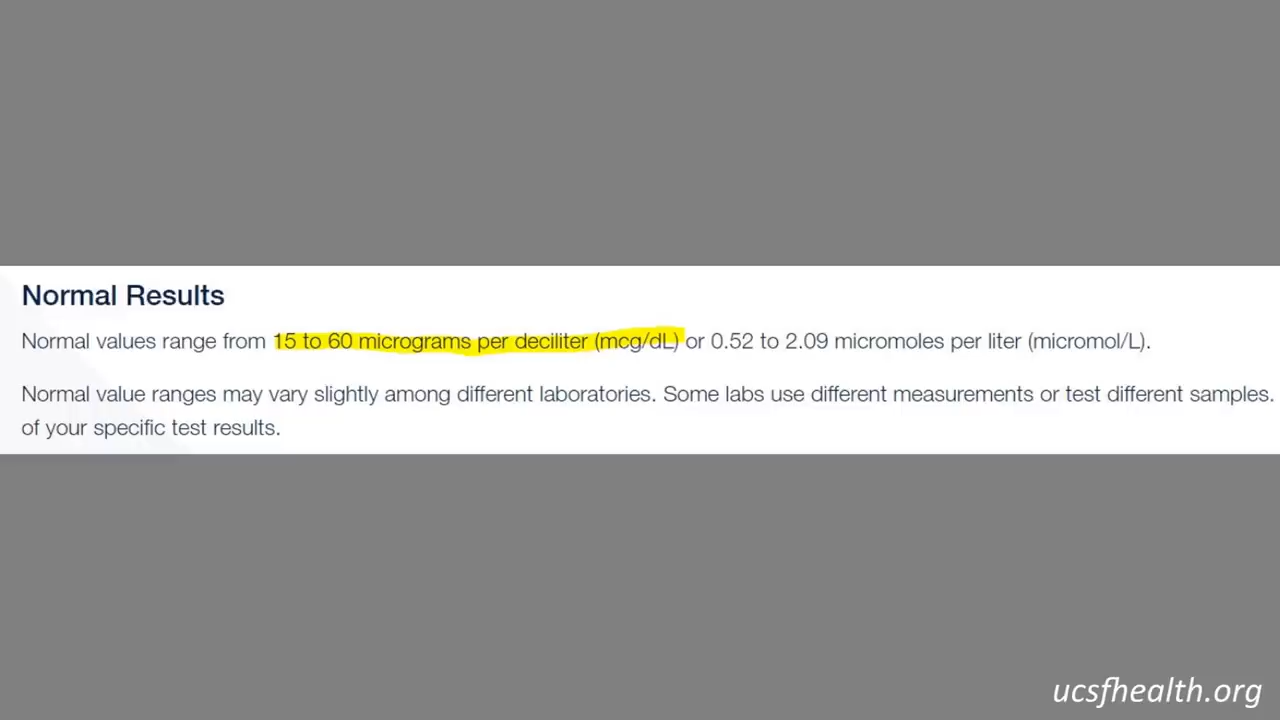 Normal Results
Normal values range from 15 to 60 micrograms per deciliter (mcg/dL) or 0.52 to 2.09 micromoles per liter (micromol/L).
Normal value ranges may vary slightly among different laboratories. Some labs use different measurements or test different samples.
of your specific test results.
ucsfhealth.org